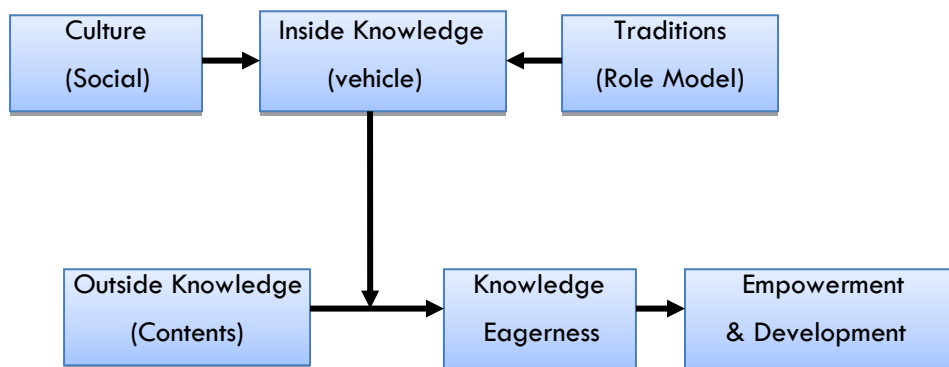 Culture
(Social)
Inside Knowledge
(vehicle)
Traditions
(Role Model)
Outside Knowledge
(Contents)
Knowledge
Eagerness
Empowerment
& Development